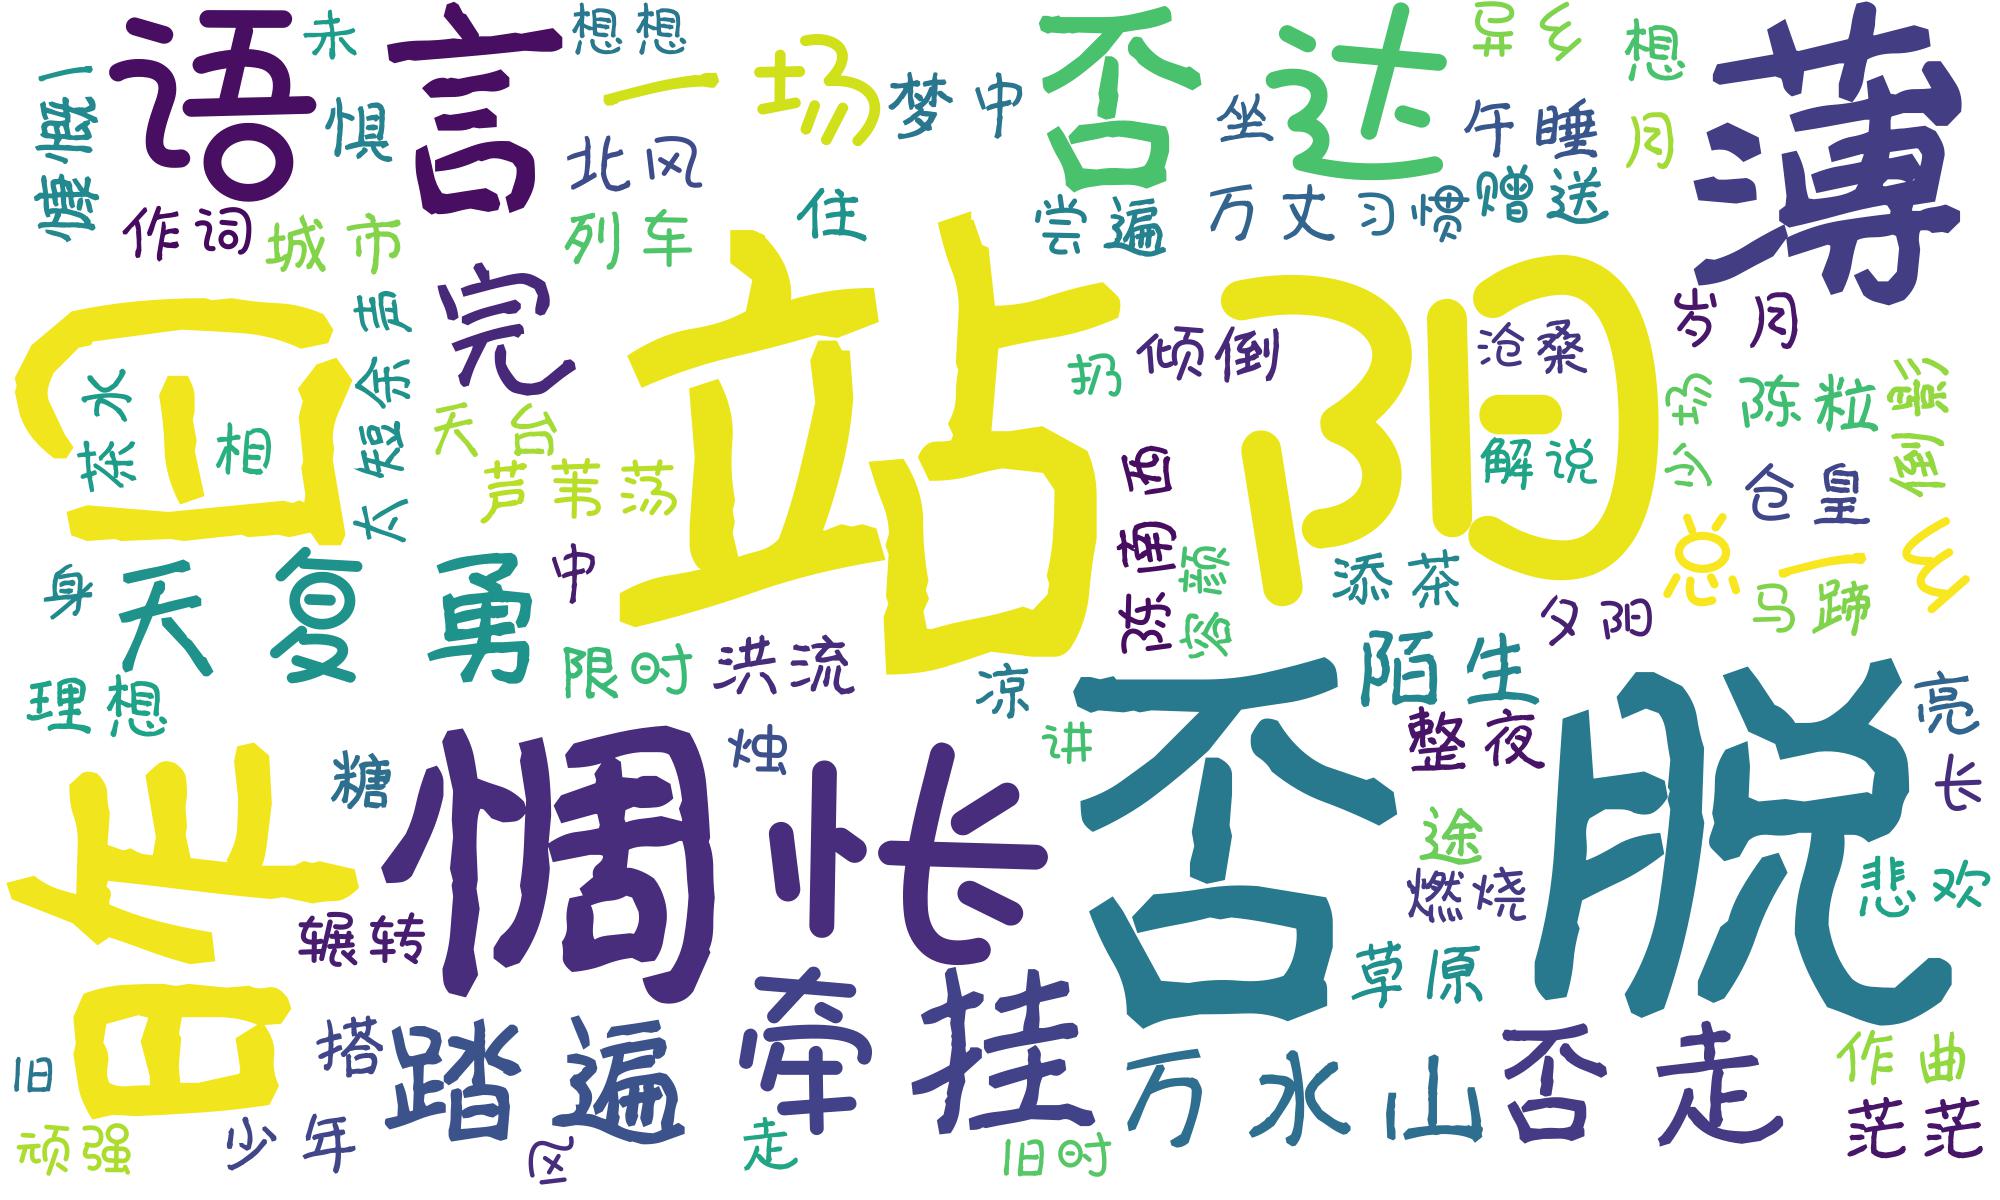 语言
未
想想
一场
梦中
否达
异乡
想
薄
慷慨一
惧
北风
坐
午睡
月
作词
城市
列车
住
尝遍
万丈习惯
赠送
昨日
茶水
相
太短余声
完
站
阳
扔
倾倒
沧桑
岁月
天台
芦苇荡
陈南西
容颜
解说
少场
陈粒
倒影
仓皇
身
天复勇
中
添茶
总一乡
夕阳
马蹄
理想
限时
洪流
凉
陌生
讲
否脱
整夜
亮
长
糖
惆怅
烛
途
燃烧
悲欢
辗转
草原
旧
搭
踏遍
牵挂
万水山
否走
作曲
顽强
少年
风
走
旧时
茫茫